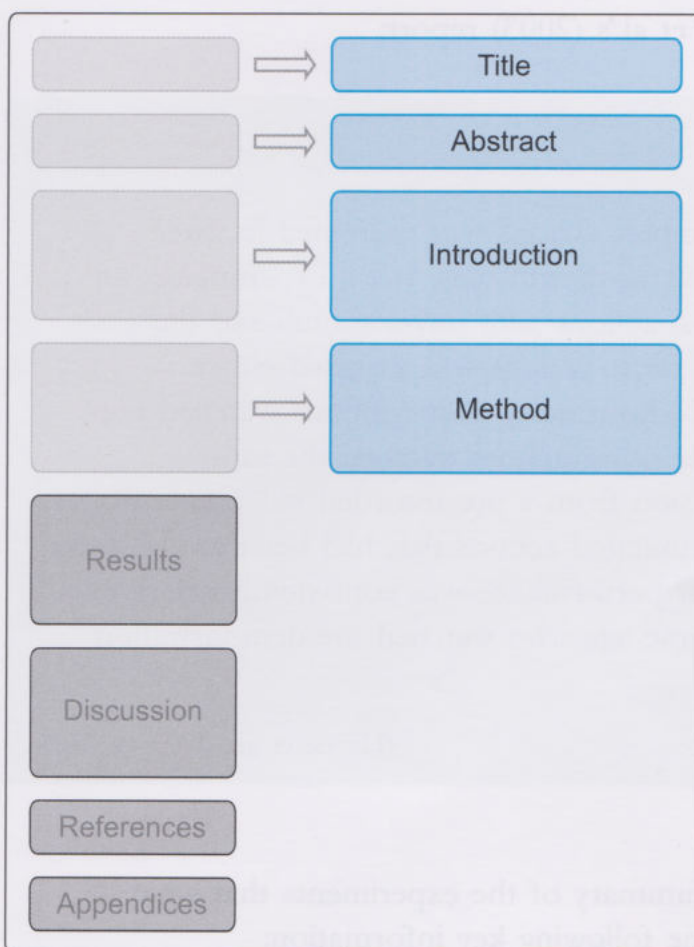 Title
Abstract
Introduction
Method
Results
Discussion
References
Appendices